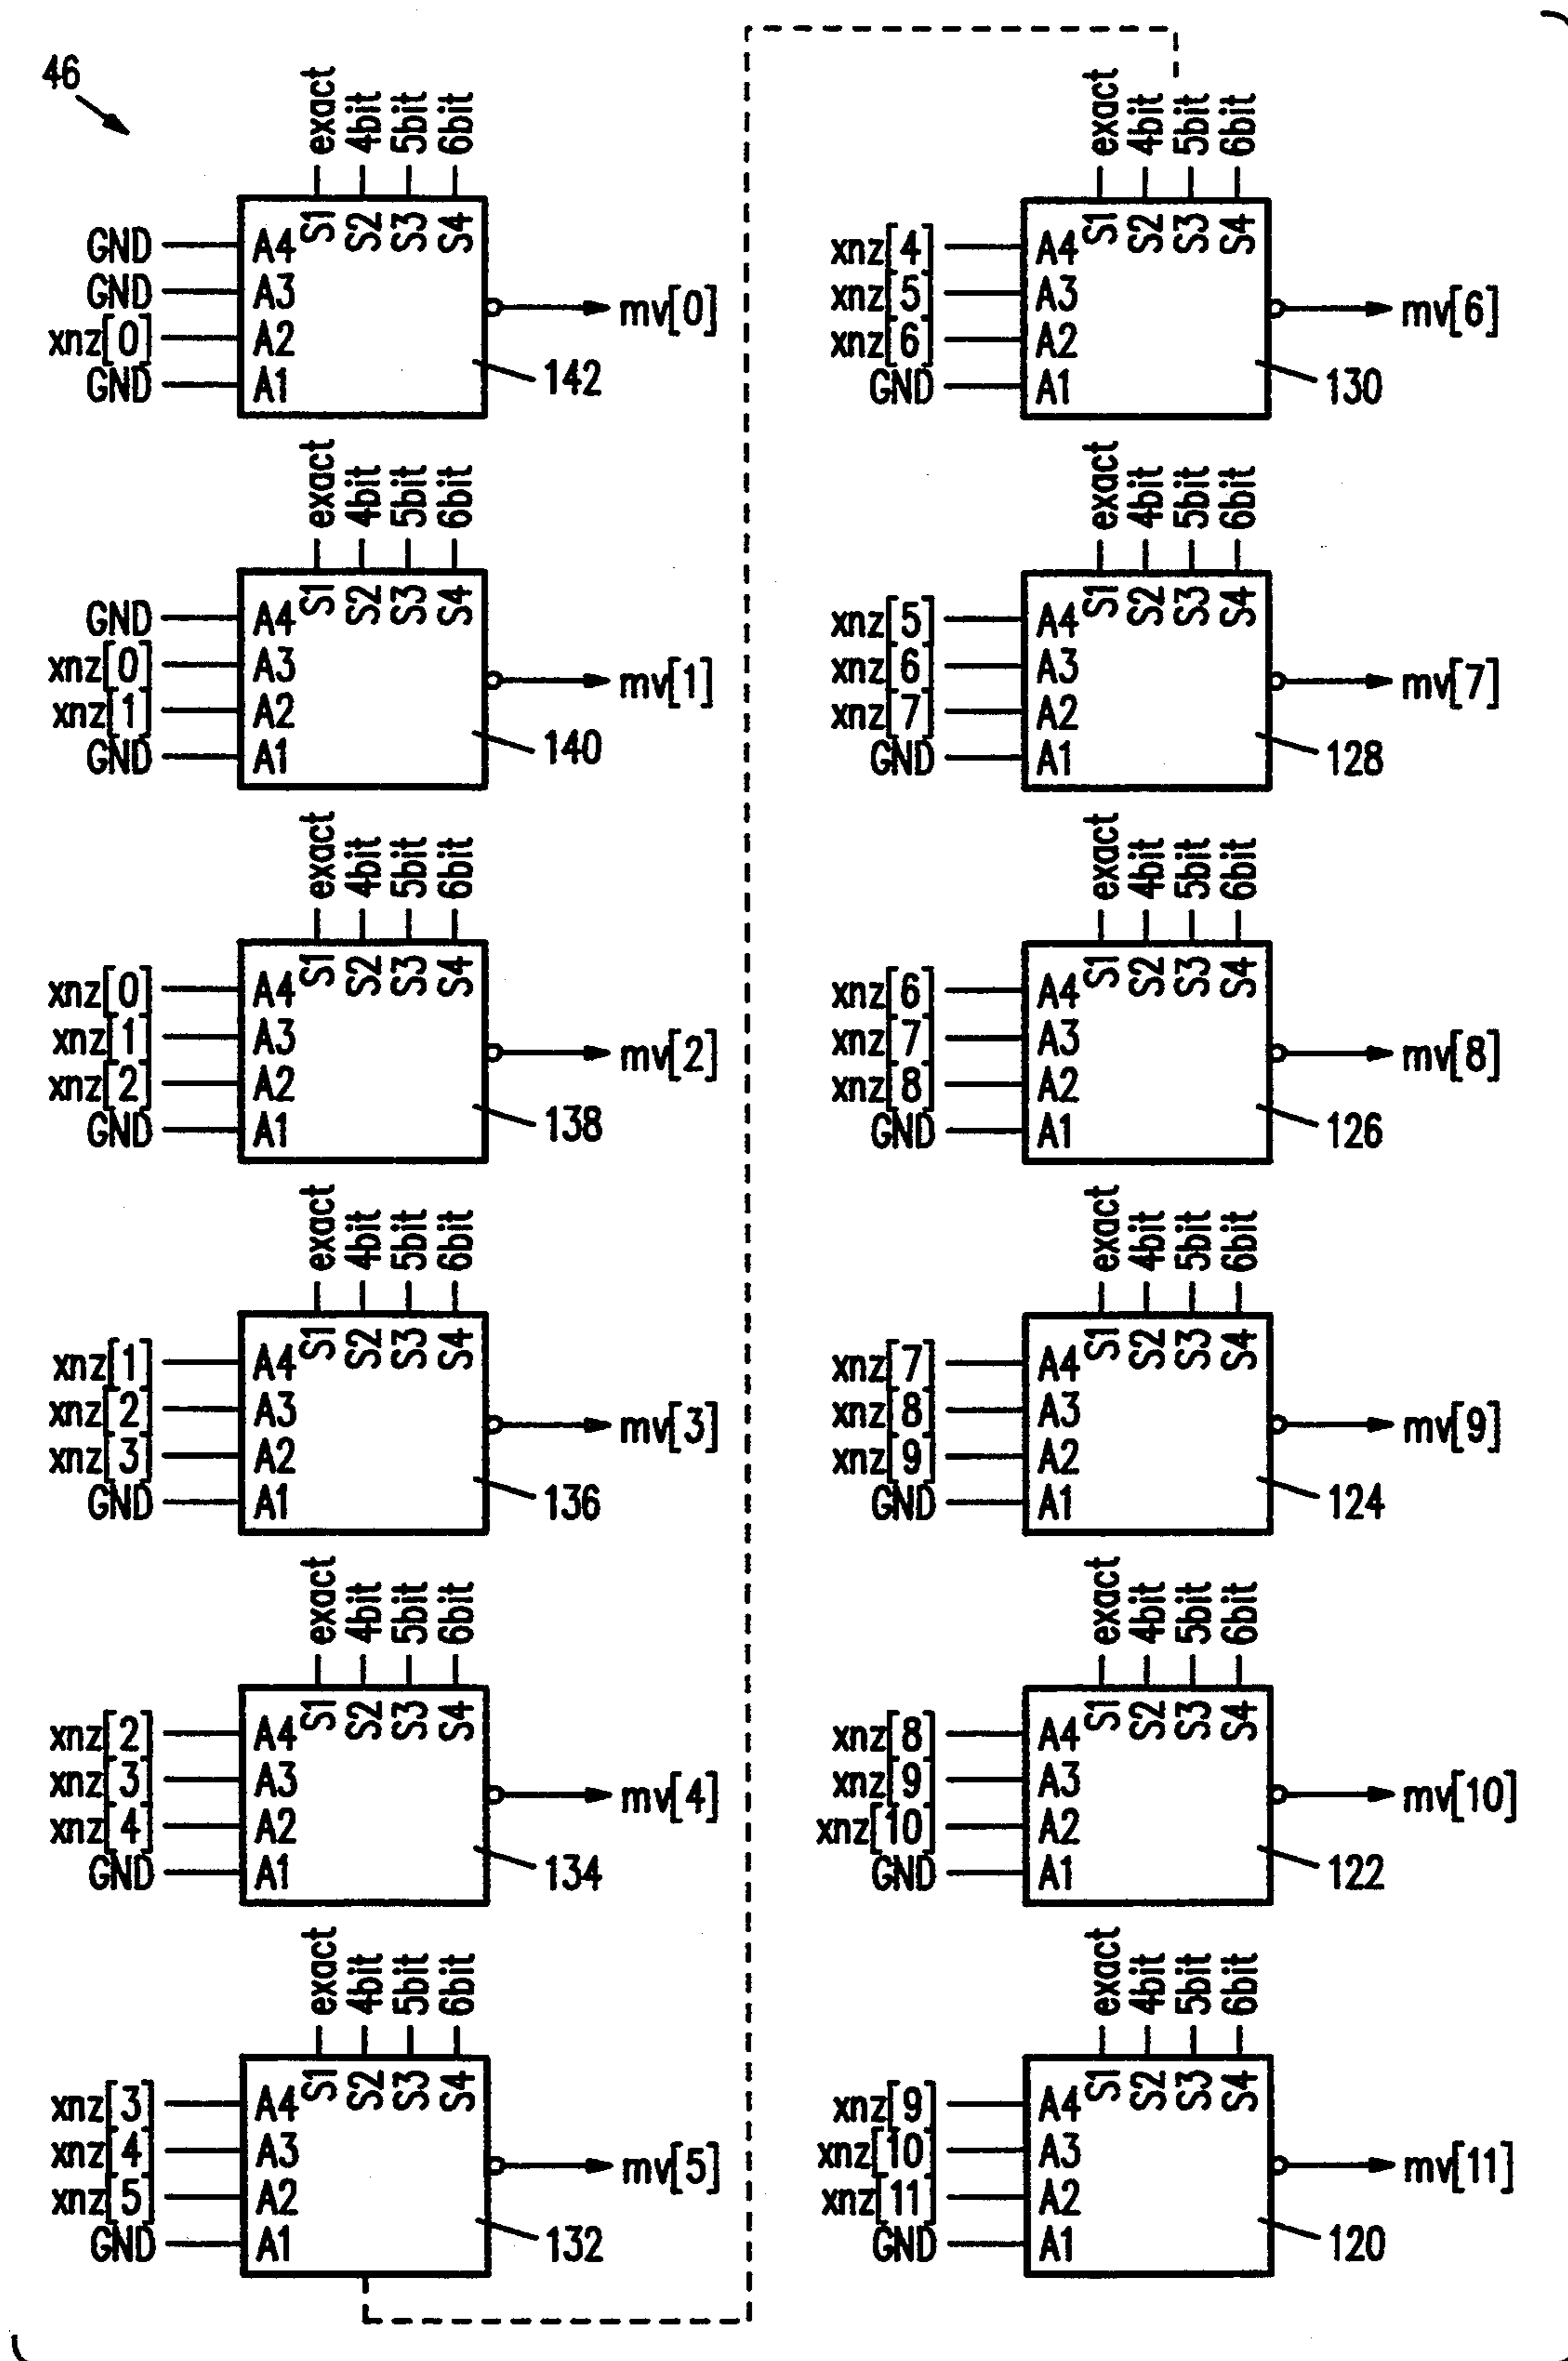 46
exact 4bit 5bit 6bit
S1 S2 S3 S4
GND A4
GND A3
xnz[0] A2
GND A1
mv[0]
142
exact 4bit 5bit 6bit
S1 S2 S3 S4
GND A4
xnz[0] A3
xnz[1] A2
GND A1
mv[1]
140
exact 4bit 5bit 6bit
S1 S2 S3 S4
xnz[0] A4
xnz[1] A3
xnz[2] A2
GND A1
mv[2]
138
exact 4bit 5bit 6bit
S1 S2 S3 S4
xnz[1] A4
xnz[2] A3
xnz[3] A2
GND A1
mv[3]
136
exact 4bit 5bit 6bit
S1 S2 S3 S4
xnz[2] A4
xnz[3] A3
xnz[4] A2
GND A1
mv[4]
134
exact 4bit 5bit 6bit
S1 S2 S3 S4
xnz[3] A4
xnz[4] A3
xnz[5] A2
GND A1
mv[5]
132
exact 4bit 5bit 6bit
S1 S2 S3 S4
xnz[4] A4
xnz[5] A3
xnz[6] A2
GND A1
mv[6]
130
exact 4bit 5bit 6bit
S1 S2 S3 S4
xnz[5] A4
xnz[6] A3
xnz[7] A2
GND A1
mv[7]
128
exact 4bit 5bit 6bit
S1 S2 S3 S4
xnz[6] A4
xnz[7] A3
xnz[8] A2
GND A1
mv[8]
126
exact 4bit 5bit 6bit
S1 S2 S3 S4
xnz[7] A4
xnz[8] A3
xnz[9] A2
GND A1
mv[9]
124
exact 4bit 5bit 6bit
S1 S2 S3 S4
xnz[8] A4
xnz[9] A3
xnz[10] A2
GND A1
mv[10]
122
exact 4bit 5bit 6bit
S1 S2 S3 S4
xnz[9] A4
xnz[10] A3
xnz[11] A2
GND A1
mv[11]
120